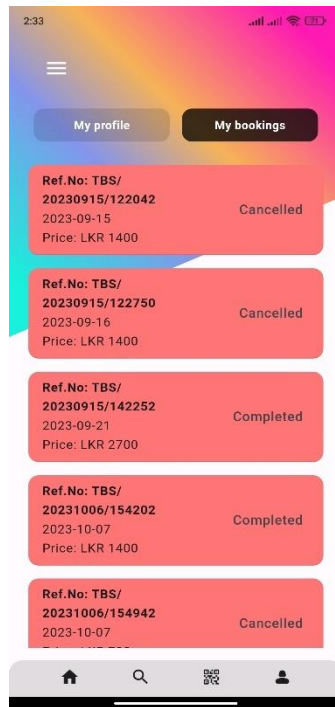 2:33
My profile
My bookings
Ref.No: TBS/
20230915/122042
2023-09-15
Price: LKR 1400
Cancelled
Ref.No: TBS/
20230915/122750
2023-09-16
Price: LKR 1400
Cancelled
Ref.No: TBS/
20230915/142252
2023-09-21
Price: LKR 2700
Completed
Ref.No: TBS/
20231006/154202
2023-10-07
Price: LKR 1400
Completed
Ref.No: TBS/
20231006/154942
2023-10-07
Cancelled